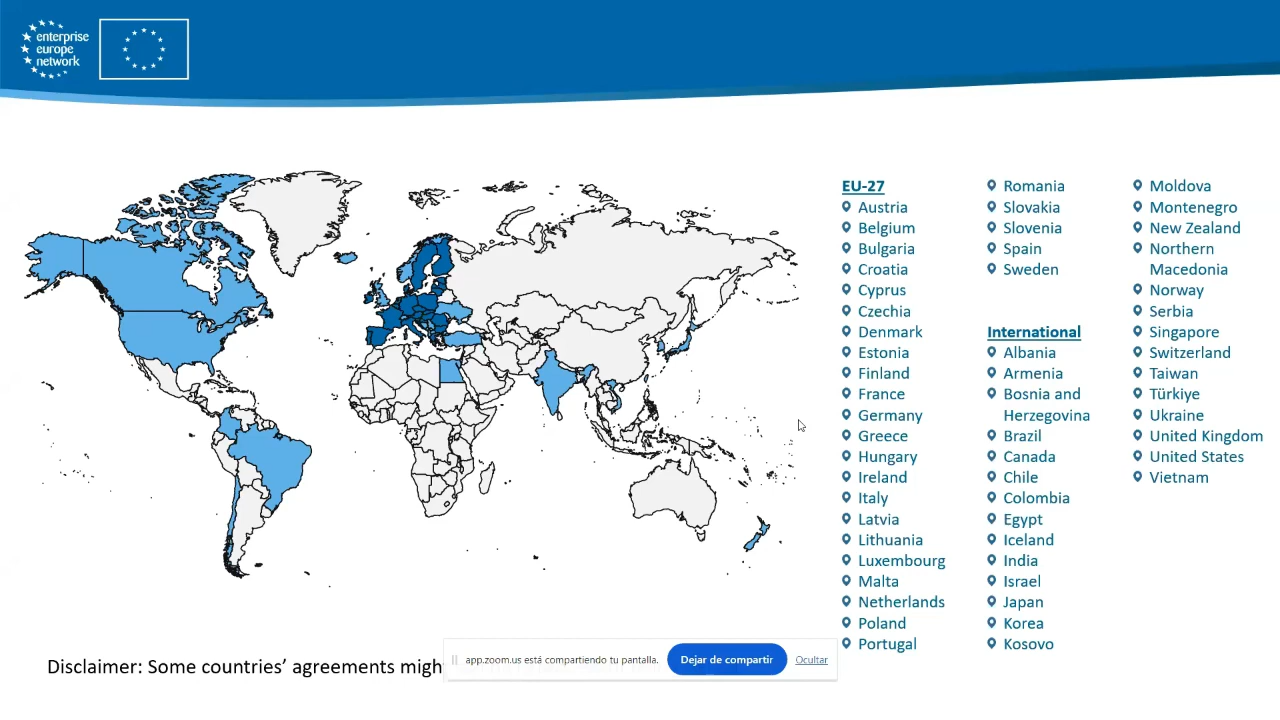 enterprise
europe
network
EU-27
Austria
Belgium
Bulgaria
Croatia
Cyprus
Czechia
Denmark
Estonia
Finland
France
Germany
Greece
Hungary
Ireland
Italy
Latvia
Lithuania
Luxembourg
Malta
Netherlands
Poland
Portugal
Romania
Slovakia
Slovenia
Spain
Sweden
International
Albania
Armenia
Bosnia and
Herzegovina
Brazil
Canada
Chile
Colombia
Egypt
Iceland
India
Israel
Japan
Korea
Kosovo
Moldova
Montenegro
New Zealand
Northern
Macedonia
Norway
Serbia
Singapore
Switzerland
Taiwan
Türkiye
Ukraine
United Kingdom
United States
Vietnam
Disclaimer: Some countries’ agreements migh
app.zoom.us está compartiendo tu pantalla. Dejar de compartir Ocultar